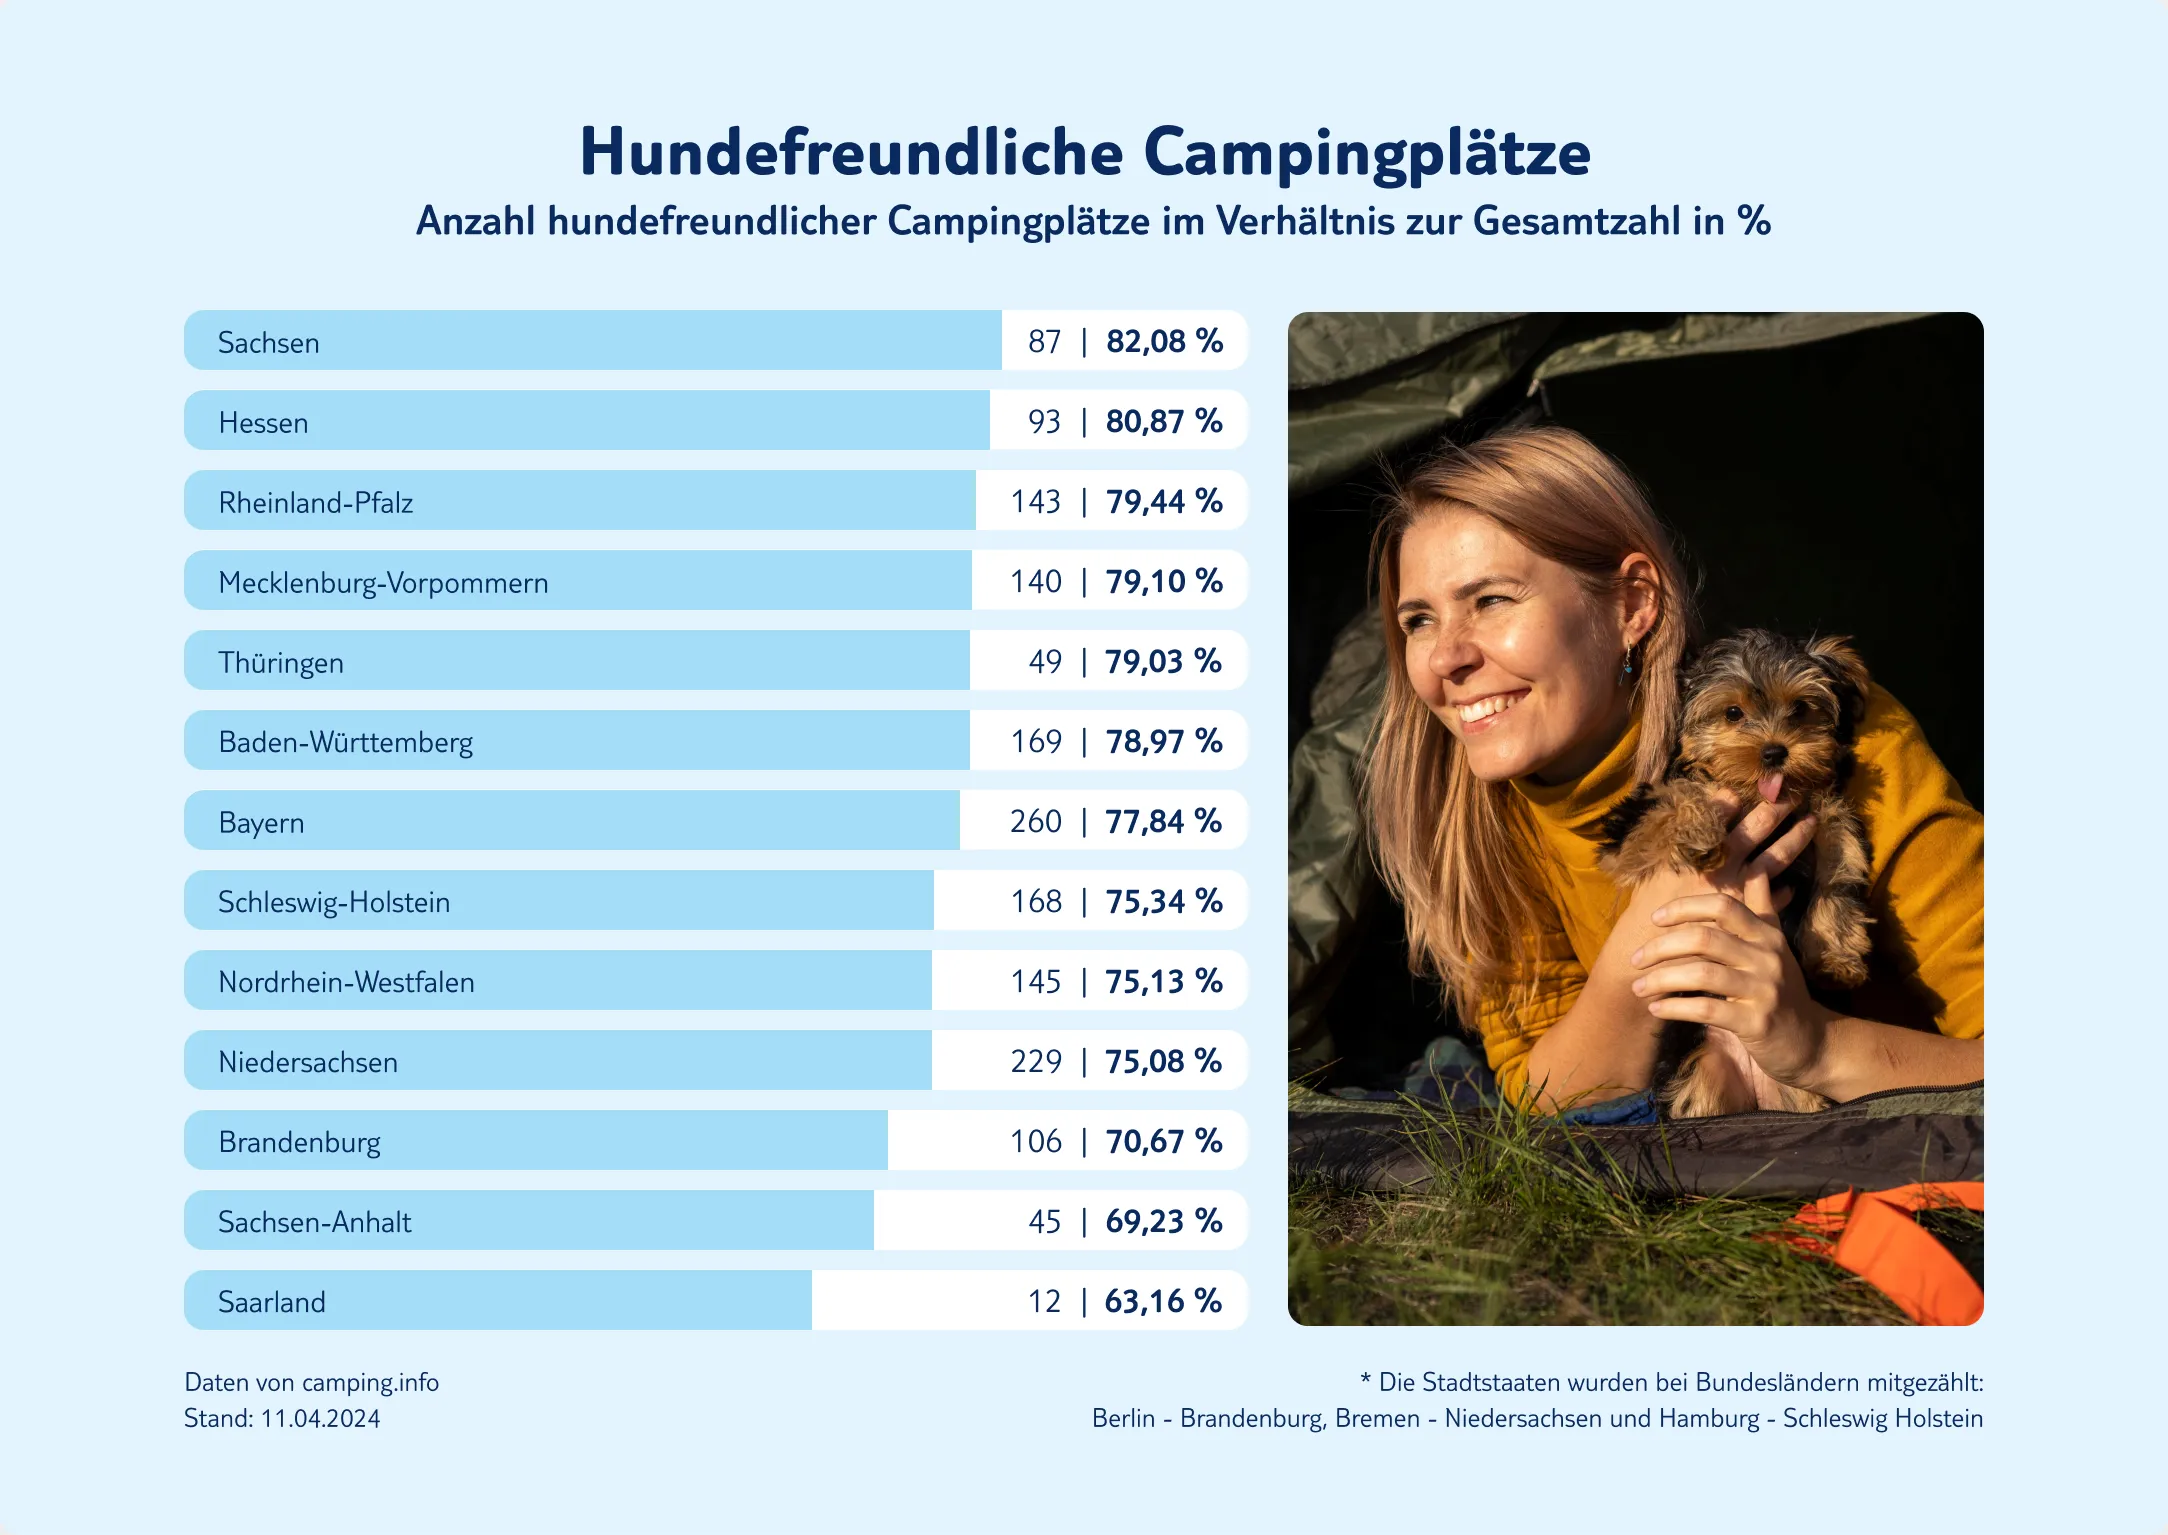 Hundefreundliche Campingplätze
Anzahl hundefreundlicher Campingplätze im Verhältnis zur Gesamtzahl in %
Sachsen 87 | 82,08 %
Hessen 93 | 80,87 %
Rheinland-Pfalz 143 | 79,44 %
Mecklenburg-Vorpommern 140 | 79,10 %
Thüringen 49 | 79,03 %
Baden-Württemberg 169 | 78,97 %
Bayern 260 | 77,84 %
Schleswig-Holstein 168 | 75,34 %
Nordrhein-Westfalen 145 | 75,13 %
Niedersachsen 229 | 75,08 %
Brandenburg 106 | 70,67 %
Sachsen-Anhalt 45 | 69,23 %
Saarland 12 | 63,16 %
Daten von camping.info
Stand: 11.04.2024
* Die Stadtstaaten wurden bei Bundesländern mitgezählt:
Berlin - Brandenburg, Bremen - Niedersachsen und Hamburg - Schleswig Holstein